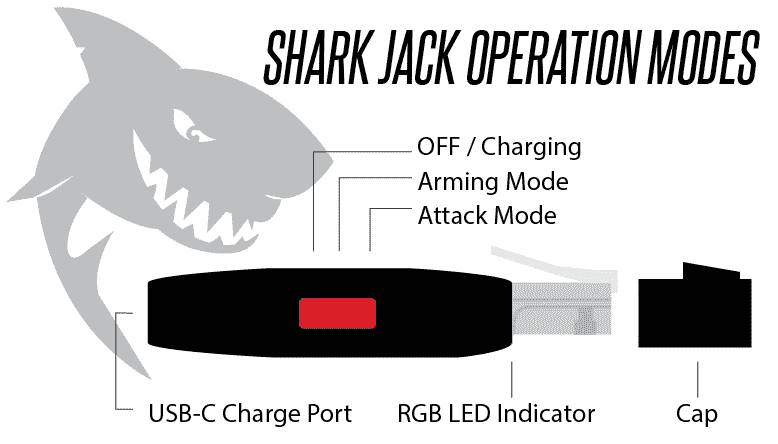 SHARK JACK OPERATION MODES
OFF / Charging
Arming Mode
Attack Mode
USB-C Charge Port
RGB LED Indicator
Cap